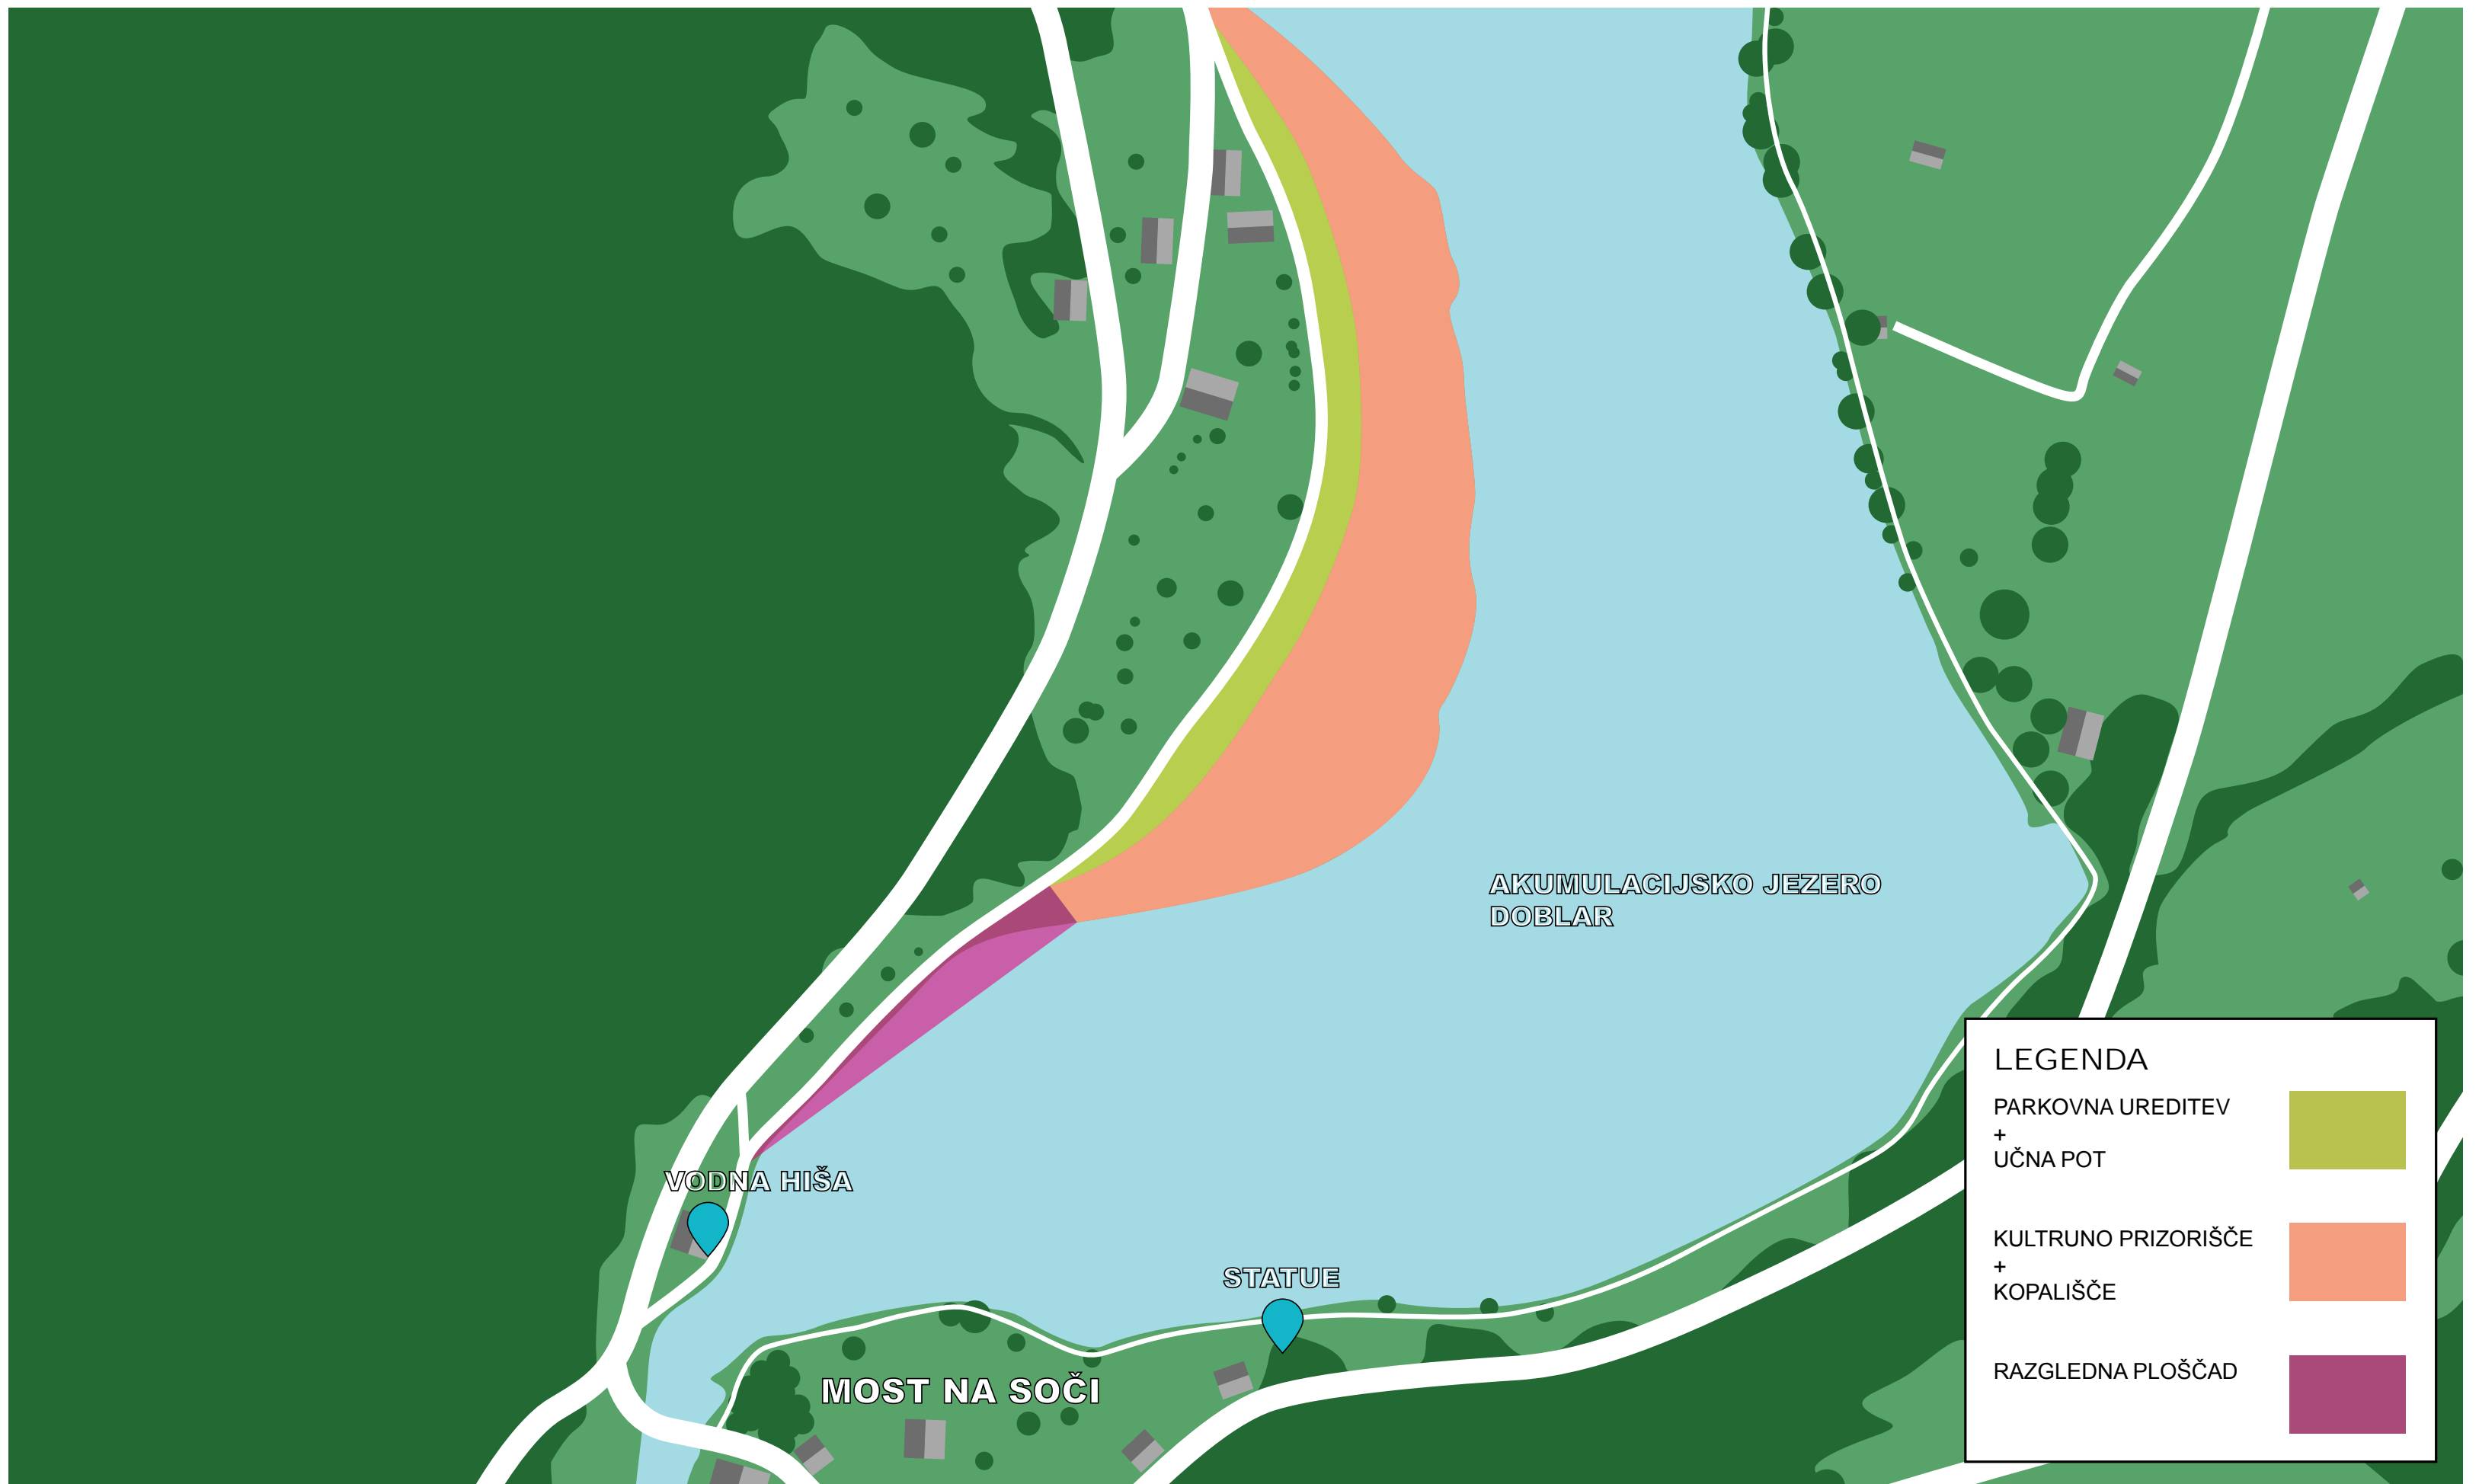 AKUMULACIJSKO JEZERO
DOBLAR
VODNA HIŠA
STATUE
MOST NA SOČI
LEGENDA
PARKOVNA UREDITEV
+
UČNA POT
KULTRUNO PRIZORIŠČE
+
KOPALIŠČE
RAZGLEDNA PLOŠČAD